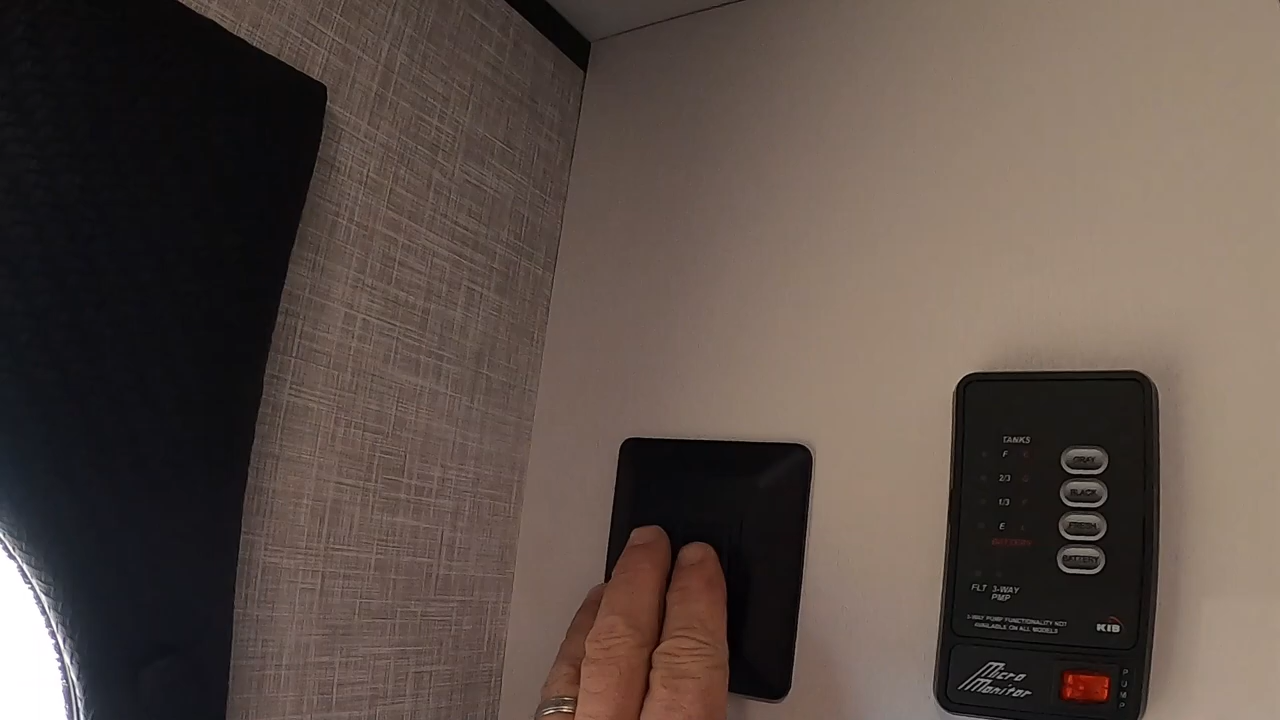 TANKS
F
2/3
1/3
E
BATTERY
GRAY
BLACK
FRESH
BATTERY
FLT 3-WAY
PMP
3-WAY PUMP FUNCTIONALITY NOT
AVAILABLE ON ALL MODELS
KIB
Micro
Monitor
PUMP